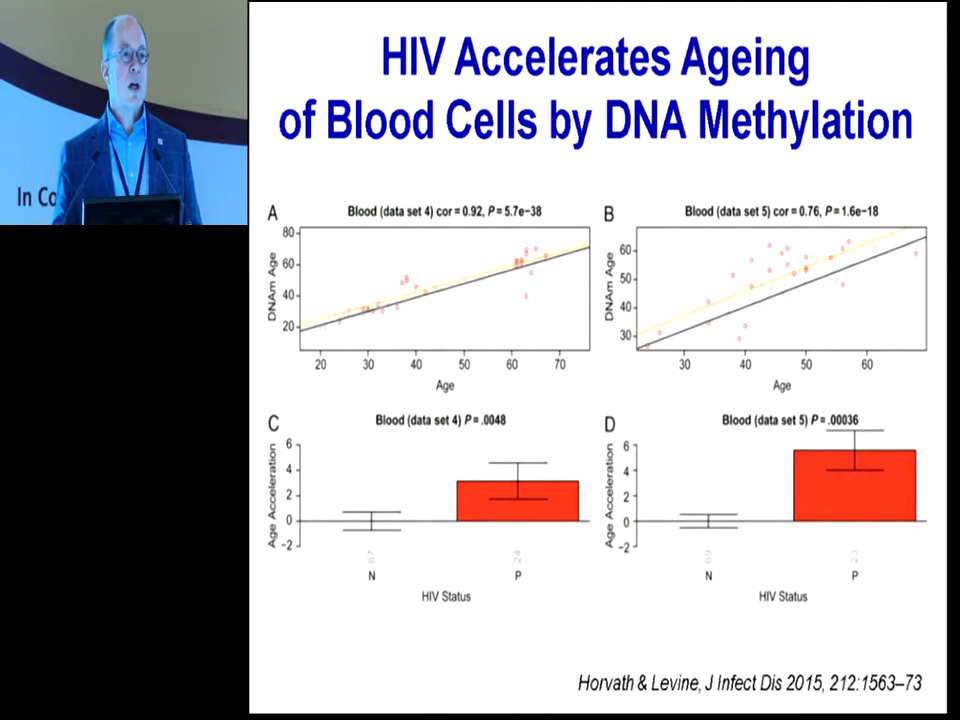 In Co
HIV Accelerates Ageing
of Blood Cells by DNA Methylation
A
Blood (data set 4) cor = 0.92, P = 5.7e−38
DNAm Age
80
60
40
20
20 30 40 50 60 70
Age
B
Blood (data set 5) cor = 0.76, P = 1.6e−18
DNAm Age
60
50
40
30
30 40 50 60
Age
C
Blood (data set 4) P = .0048
Age Acceleration
6
4
2
0
−2
67 24
N P
HIV Status
D
Blood (data set 5) P = .00036
Age Acceleration
6
4
2
0
−2
69 23
N P
HIV Status
Horvath & Levine, J Infect Dis 2015, 212:1563–73